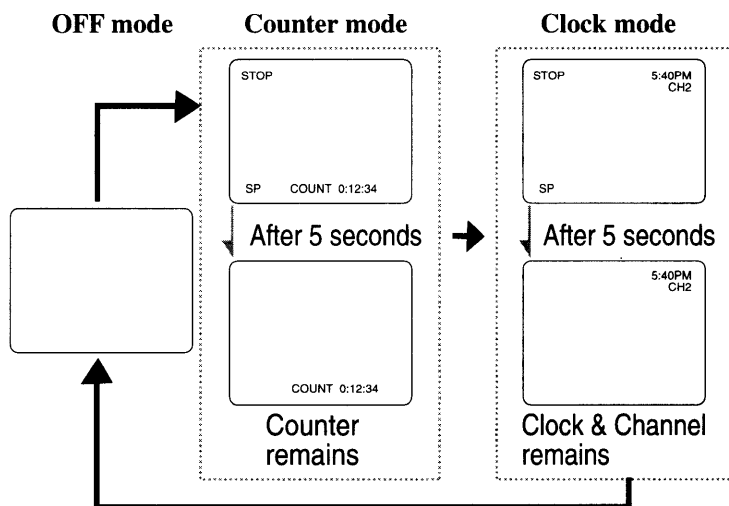 OFF mode
Counter mode
Clock mode
STOP
SP COUNT 0:12:34
After 5 seconds
COUNT 0:12:34
Counter
remains
STOP 5:40PM
CH2
SP
After 5 seconds
5:40PM
CH2
Clock & Channel
remains